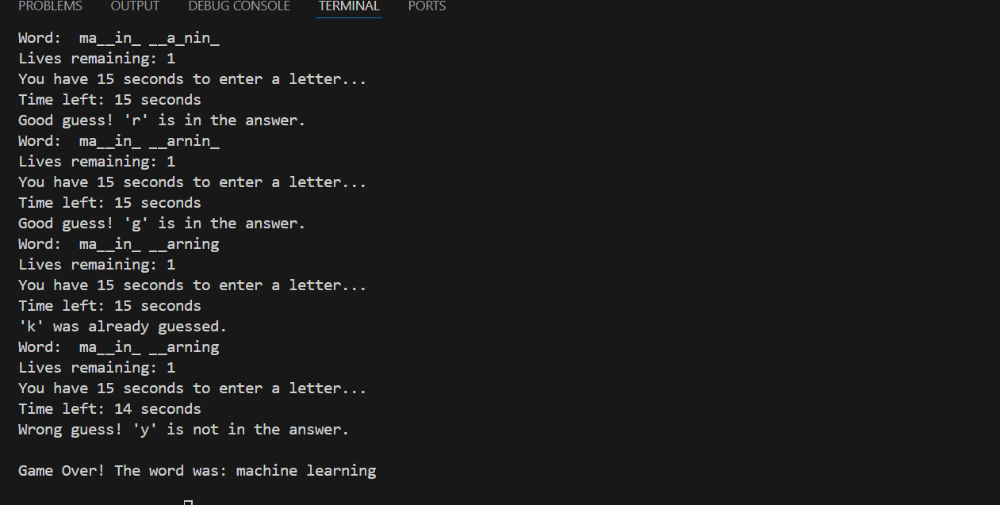 PROBLEMS OUTPUT DEBUG CONSOLE TERMINAL PORTS
Word:  ma__in_ __a_nin_
Lives remaining: 1
You have 15 seconds to enter a letter...
Time left: 15 seconds
Good guess! 'r' is in the answer.
Word:  ma__in_ __arnin_
Lives remaining: 1
You have 15 seconds to enter a letter...
Time left: 15 seconds
Good guess! 'g' is in the answer.
Word:  ma__in_ __arning
Lives remaining: 1
You have 15 seconds to enter a letter...
Time left: 15 seconds
'k' was already guessed.
Word:  ma__in_ __arning
Lives remaining: 1
You have 15 seconds to enter a letter...
Time left: 14 seconds
Wrong guess! 'y' is not in the answer.
Game Over! The word was: machine learning